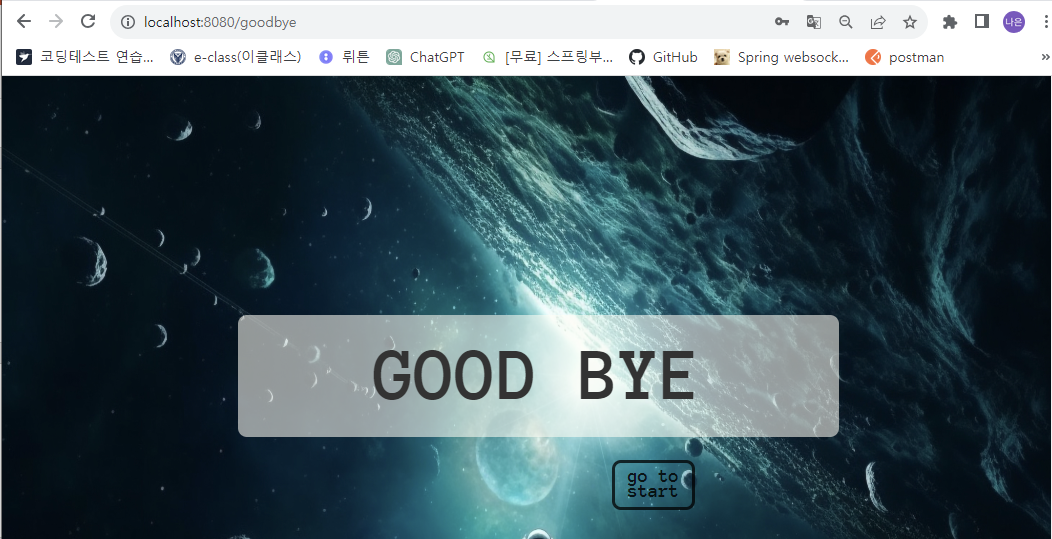 localhost:8080/goodbye
나은
코딩테스트 연습... e-class(이클래스) 뤼튼 ChatGPT [무료] 스프링부... GitHub Spring websock... postman »
GOOD BYE
go to
start